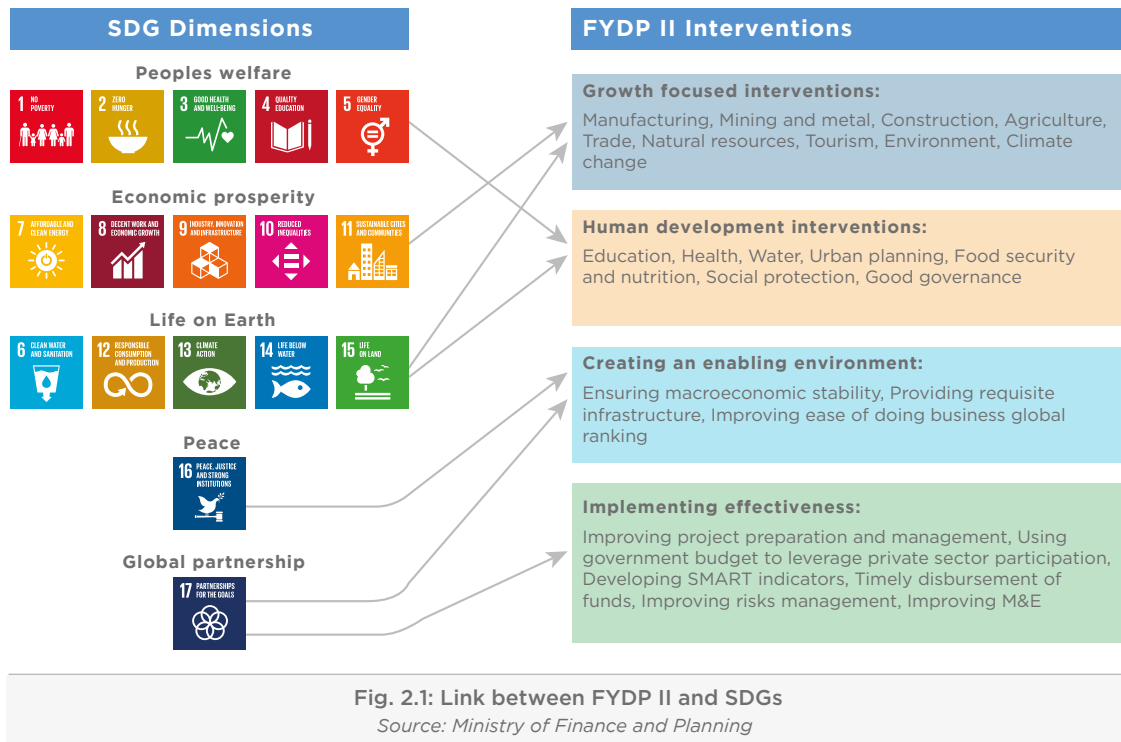 SDG Dimensions
Peoples welfare
1 NO
POVERTY
2 ZERO
HUNGER
3 GOOD HEALTH
AND WELL-BEING
4 QUALITY
EDUCATION
5 GENDER
EQUALITY
Economic prosperity
7 AFFORDABLE AND
CLEAN ENERGY
8 DECENT WORK AND
ECONOMIC GROWTH
9 INDUSTRY, INNOVATION
AND INFRASTRUCTURE
10 REDUCED
INEQUALITIES
11 SUSTAINABLE CITIES
AND COMMUNITIES
Life on Earth
6 CLEAN WATER
AND SANITATION
12 RESPONSIBLE
CONSUMPTION
AND PRODUCTION
13 CLIMATE
ACTION
14 LIFE BELOW
WATER
15 LIFE
ON LAND
Peace
16 PEACE, JUSTICE
AND STRONG
INSTITUTIONS
Global partnership
17 PARTNERSHIPS
FOR THE GOALS
FYDP II Interventions
Growth focused interventions:
Manufacturing, Mining and metal, Construction, Agriculture,
Trade, Natural resources, Tourism, Environment, Climate
change
Human development interventions:
Education, Health, Water, Urban planning, Food security
and nutrition, Social protection, Good governance
Creating an enabling environment:
Ensuring macroeconomic stability, Providing requisite
infrastructure, Improving ease of doing business global
ranking
Implementing effectiveness:
Improving project preparation and management, Using
government budget to leverage private sector participation,
Developing SMART indicators, Timely disbursement of
funds, Improving risks management, Improving M&E
Fig. 2.1: Link between FYDP II and SDGs
Source: Ministry of Finance and Planning